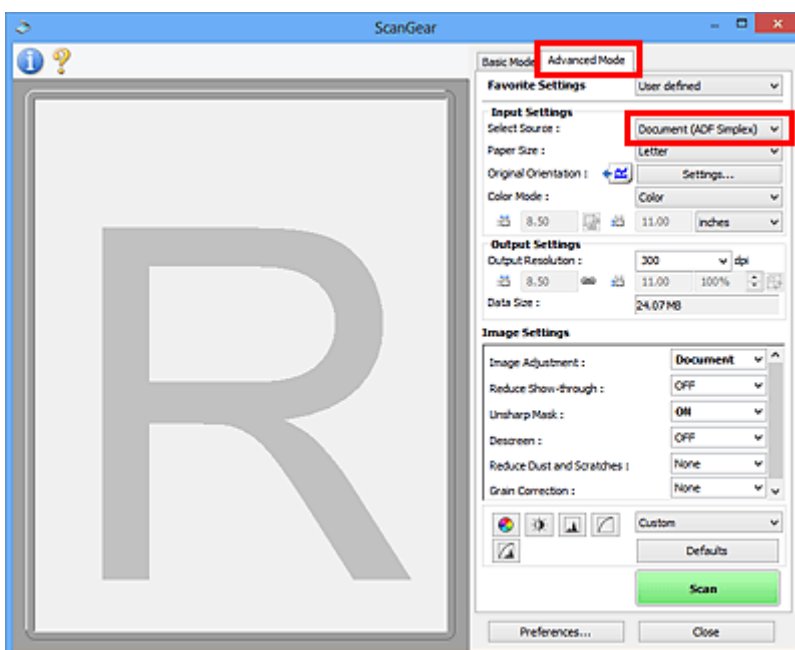 ScanGear
Basic Mode Advanced Mode
Favorite Settings User defined
Input Settings
Select Source : Document (ADF Simplex)
Paper Size : Letter
Original Orientation : Settings...
Color Mode : Color
8.50 11.00 inches
Output Settings
Output Resolution : 300 dpi
8.50 11.00 100%
Data Size : 24.07MB
Image Settings
Image Adjustment : Document
Reduce Show-through : OFF
Unsharp Mask : ON
Descreen : OFF
Reduce Dust and Scratches : None
Grain Correction : None
Custom
Defaults
Scan
Preferences... Close
R